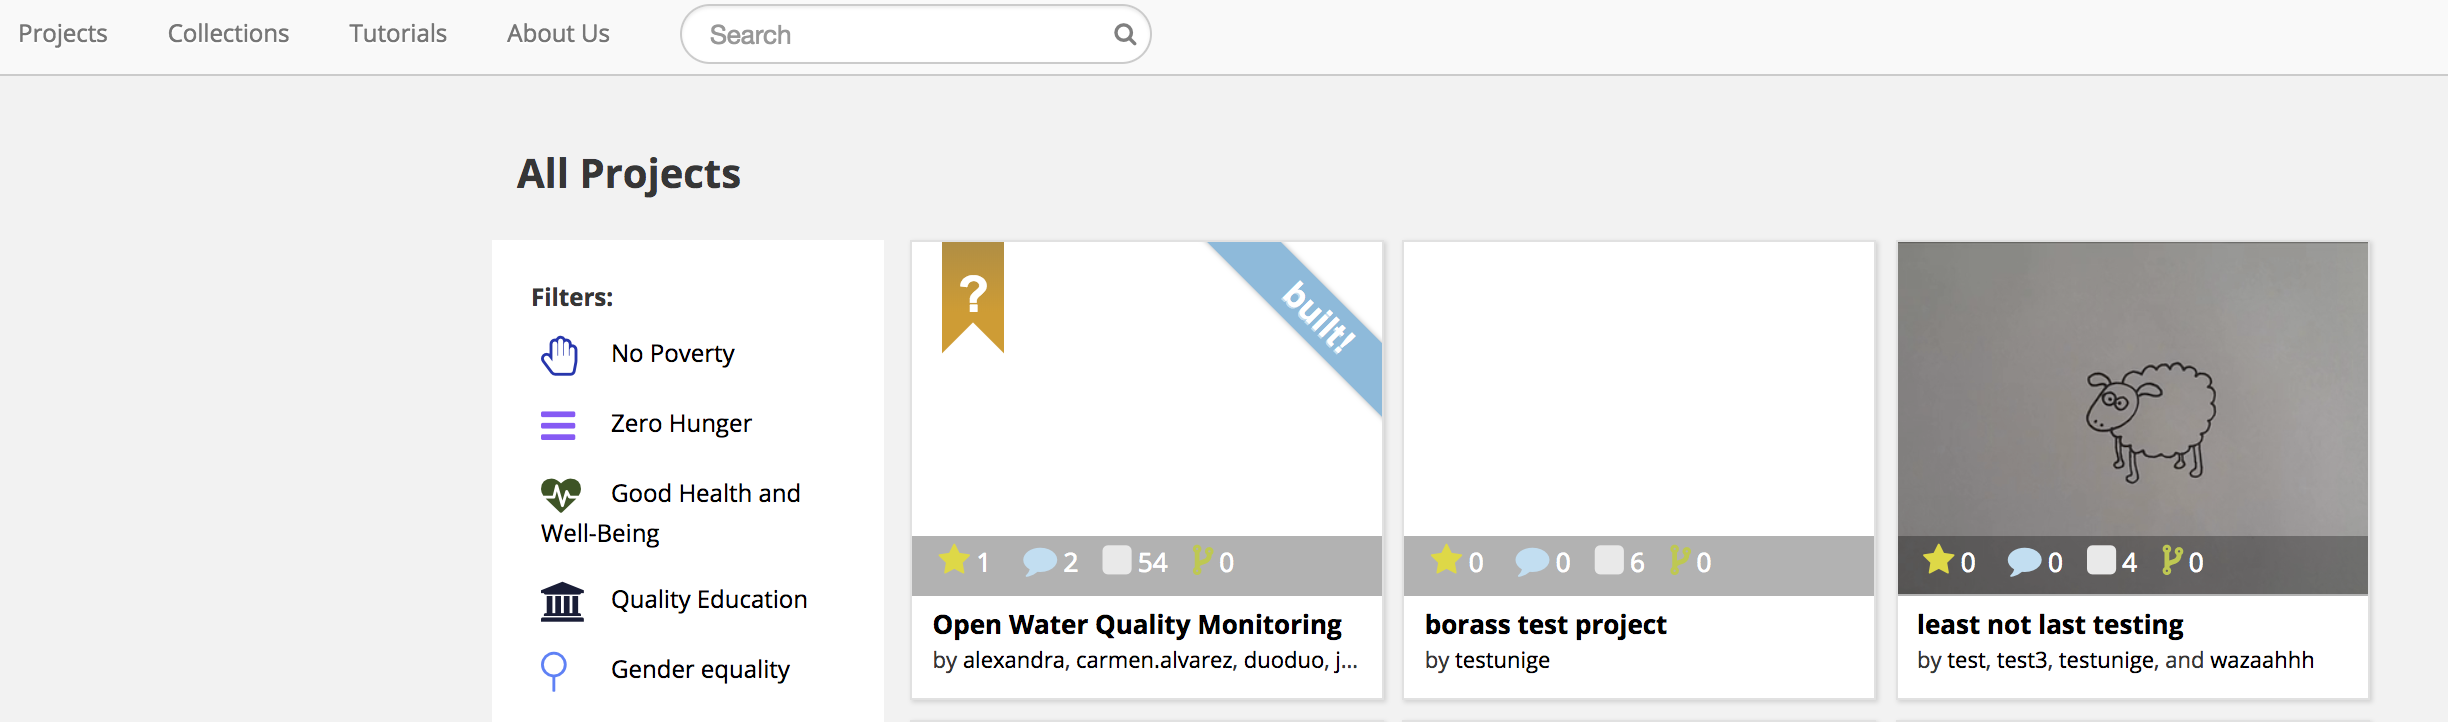 Projects Collections Tutorials About Us Search
All Projects
Filters:
No Poverty
Zero Hunger
Good Health and
Well-Being
Quality Education
Gender equality
?
built!
1 2 54 0
Open Water Quality Monitoring
by alexandra, carmen.alvarez, duoduo, j...
0 0 6 0
borass test project
by testunige
0 0 4 0
least not last testing
by test, test3, testunige, and wazaahhh